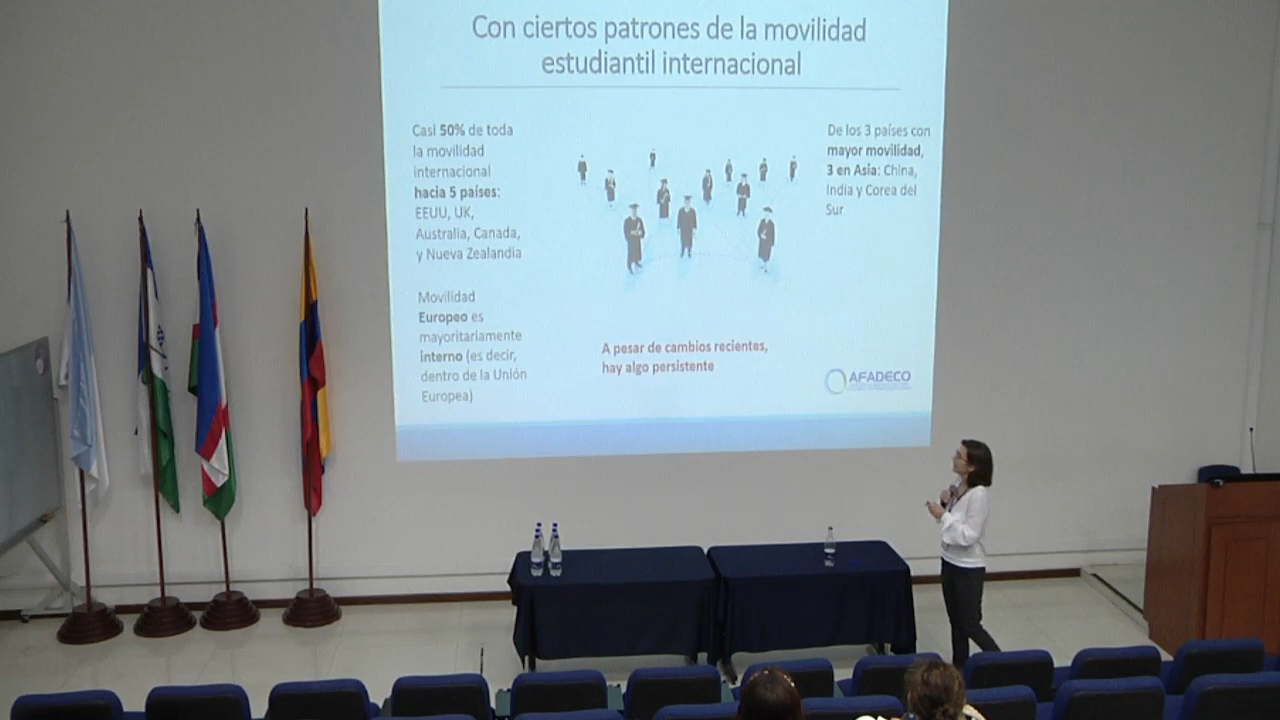 Con ciertos patrones de la movilidad
estudiantil internacional
Casi 50% de toda
la movilidad
internacional
hacia 5 países:
EEUU, UK,
Australia, Canada,
y Nueva Zealandia
Movilidad
Europeo es
mayoritariamente
interno (es decir,
dentro de la Unión
Europea)
A pesar de cambios recientes,
hay algo persistente
De los 3 países con
mayor movilidad,
3 en Asia: China,
India y Corea del
Sur
AFADECO